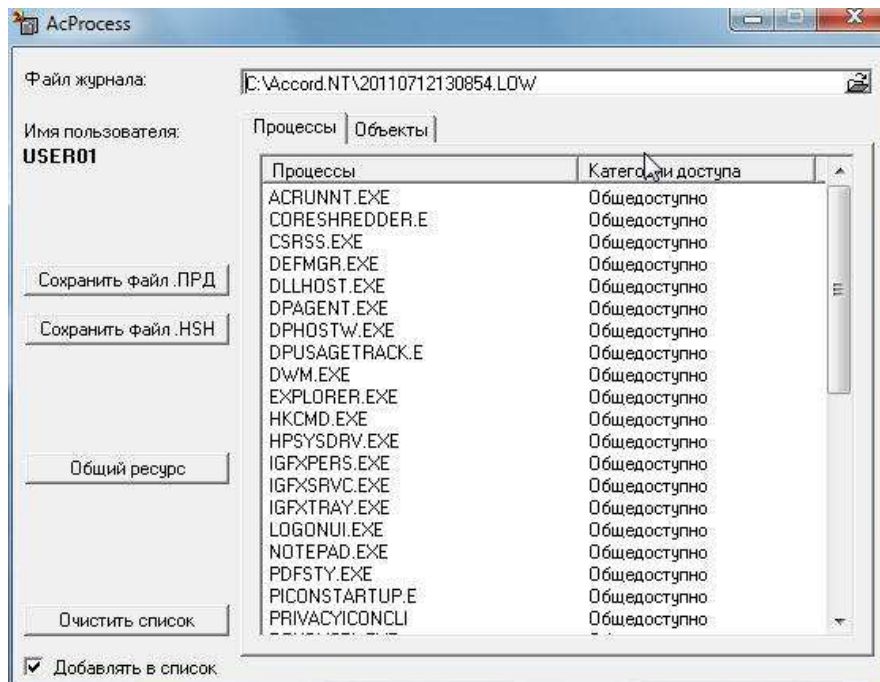 AcProcess
Файл журнала:
C:\Accord.NT\20110712130854.LOW
Имя пользователя:
USER01
Процессы
Объекты
Процессы Категории доступа
ACRUNNT.EXE Общедоступно
CORESHREDDER.E Общедоступно
CSRSS.EXE Общедоступно
DEFMGR.EXE Общедоступно
DLLHOST.EXE Общедоступно
DPAGENT.EXE Общедоступно
DPHOSTW.EXE Общедоступно
DPUSAGETRACK.E Общедоступно
DWM.EXE Общедоступно
EXPLORER.EXE Общедоступно
HKCMD.EXE Общедоступно
HPSYSDRV.EXE Общедоступно
IGFXPERS.EXE Общедоступно
IGFXSRVC.EXE Общедоступно
IGFXTRAY.EXE Общедоступно
LOGONUI.EXE Общедоступно
NOTEPAD.EXE Общедоступно
PDFSTY.EXE Общедоступно
PICONSTARTUP.E Общедоступно
PRIVACYICONCLI Общедоступно
Сохранить файл .ПРД
Сохранить файл .HSH
Общий ресурс
Очистить список
Добавлять в список